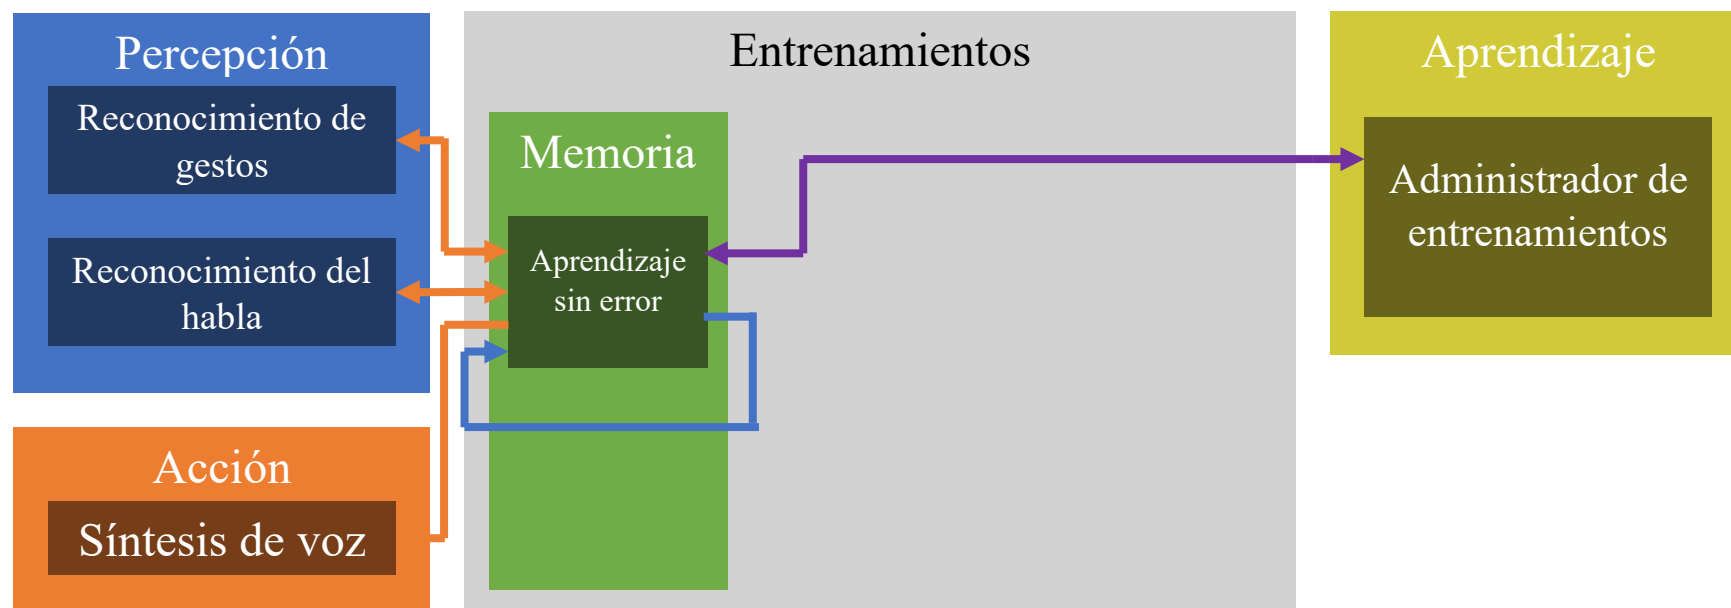 Percepción
Reconocimiento de
gestos
Reconocimiento del
habla
Acción
Síntesis de voz
Entrenamientos
Memoria
Aprendizaje
sin error
Aprendizaje
Administrador de
entrenamientos